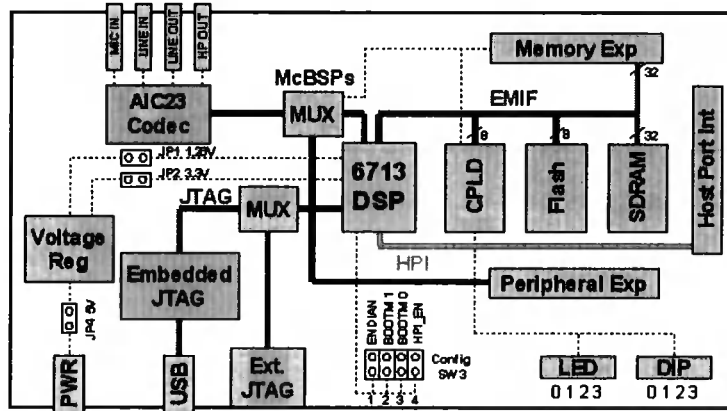 MIC IN
LINE IN
LINE OUT
HP OUT
Memory Exp
McBSPs
32
AIC23
Codec
MUX
EMIF
8
8
32
JP1 1.26V
JP2 3.3V
6713
DSP
CPLD
Flash
SDRAM
Host Port Int
JTAG
MUX
Voltage
Reg
Embedded
JTAG
HPI
Peripheral Exp
JP4 5V
ENDIAN
BOOTM 1
BOOTM 0
HPI_EN
Config
SW3
PWR
USB
Ext.
JTAG
1 2 3 4
LED
DIP
0 1 2 3
0 1 2 3